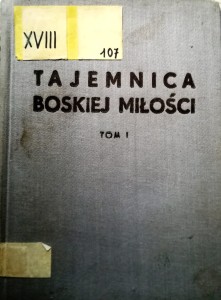 XVIII
107
TAJEMNICA
BOSKIEJ MIŁOŚCI
TOM I